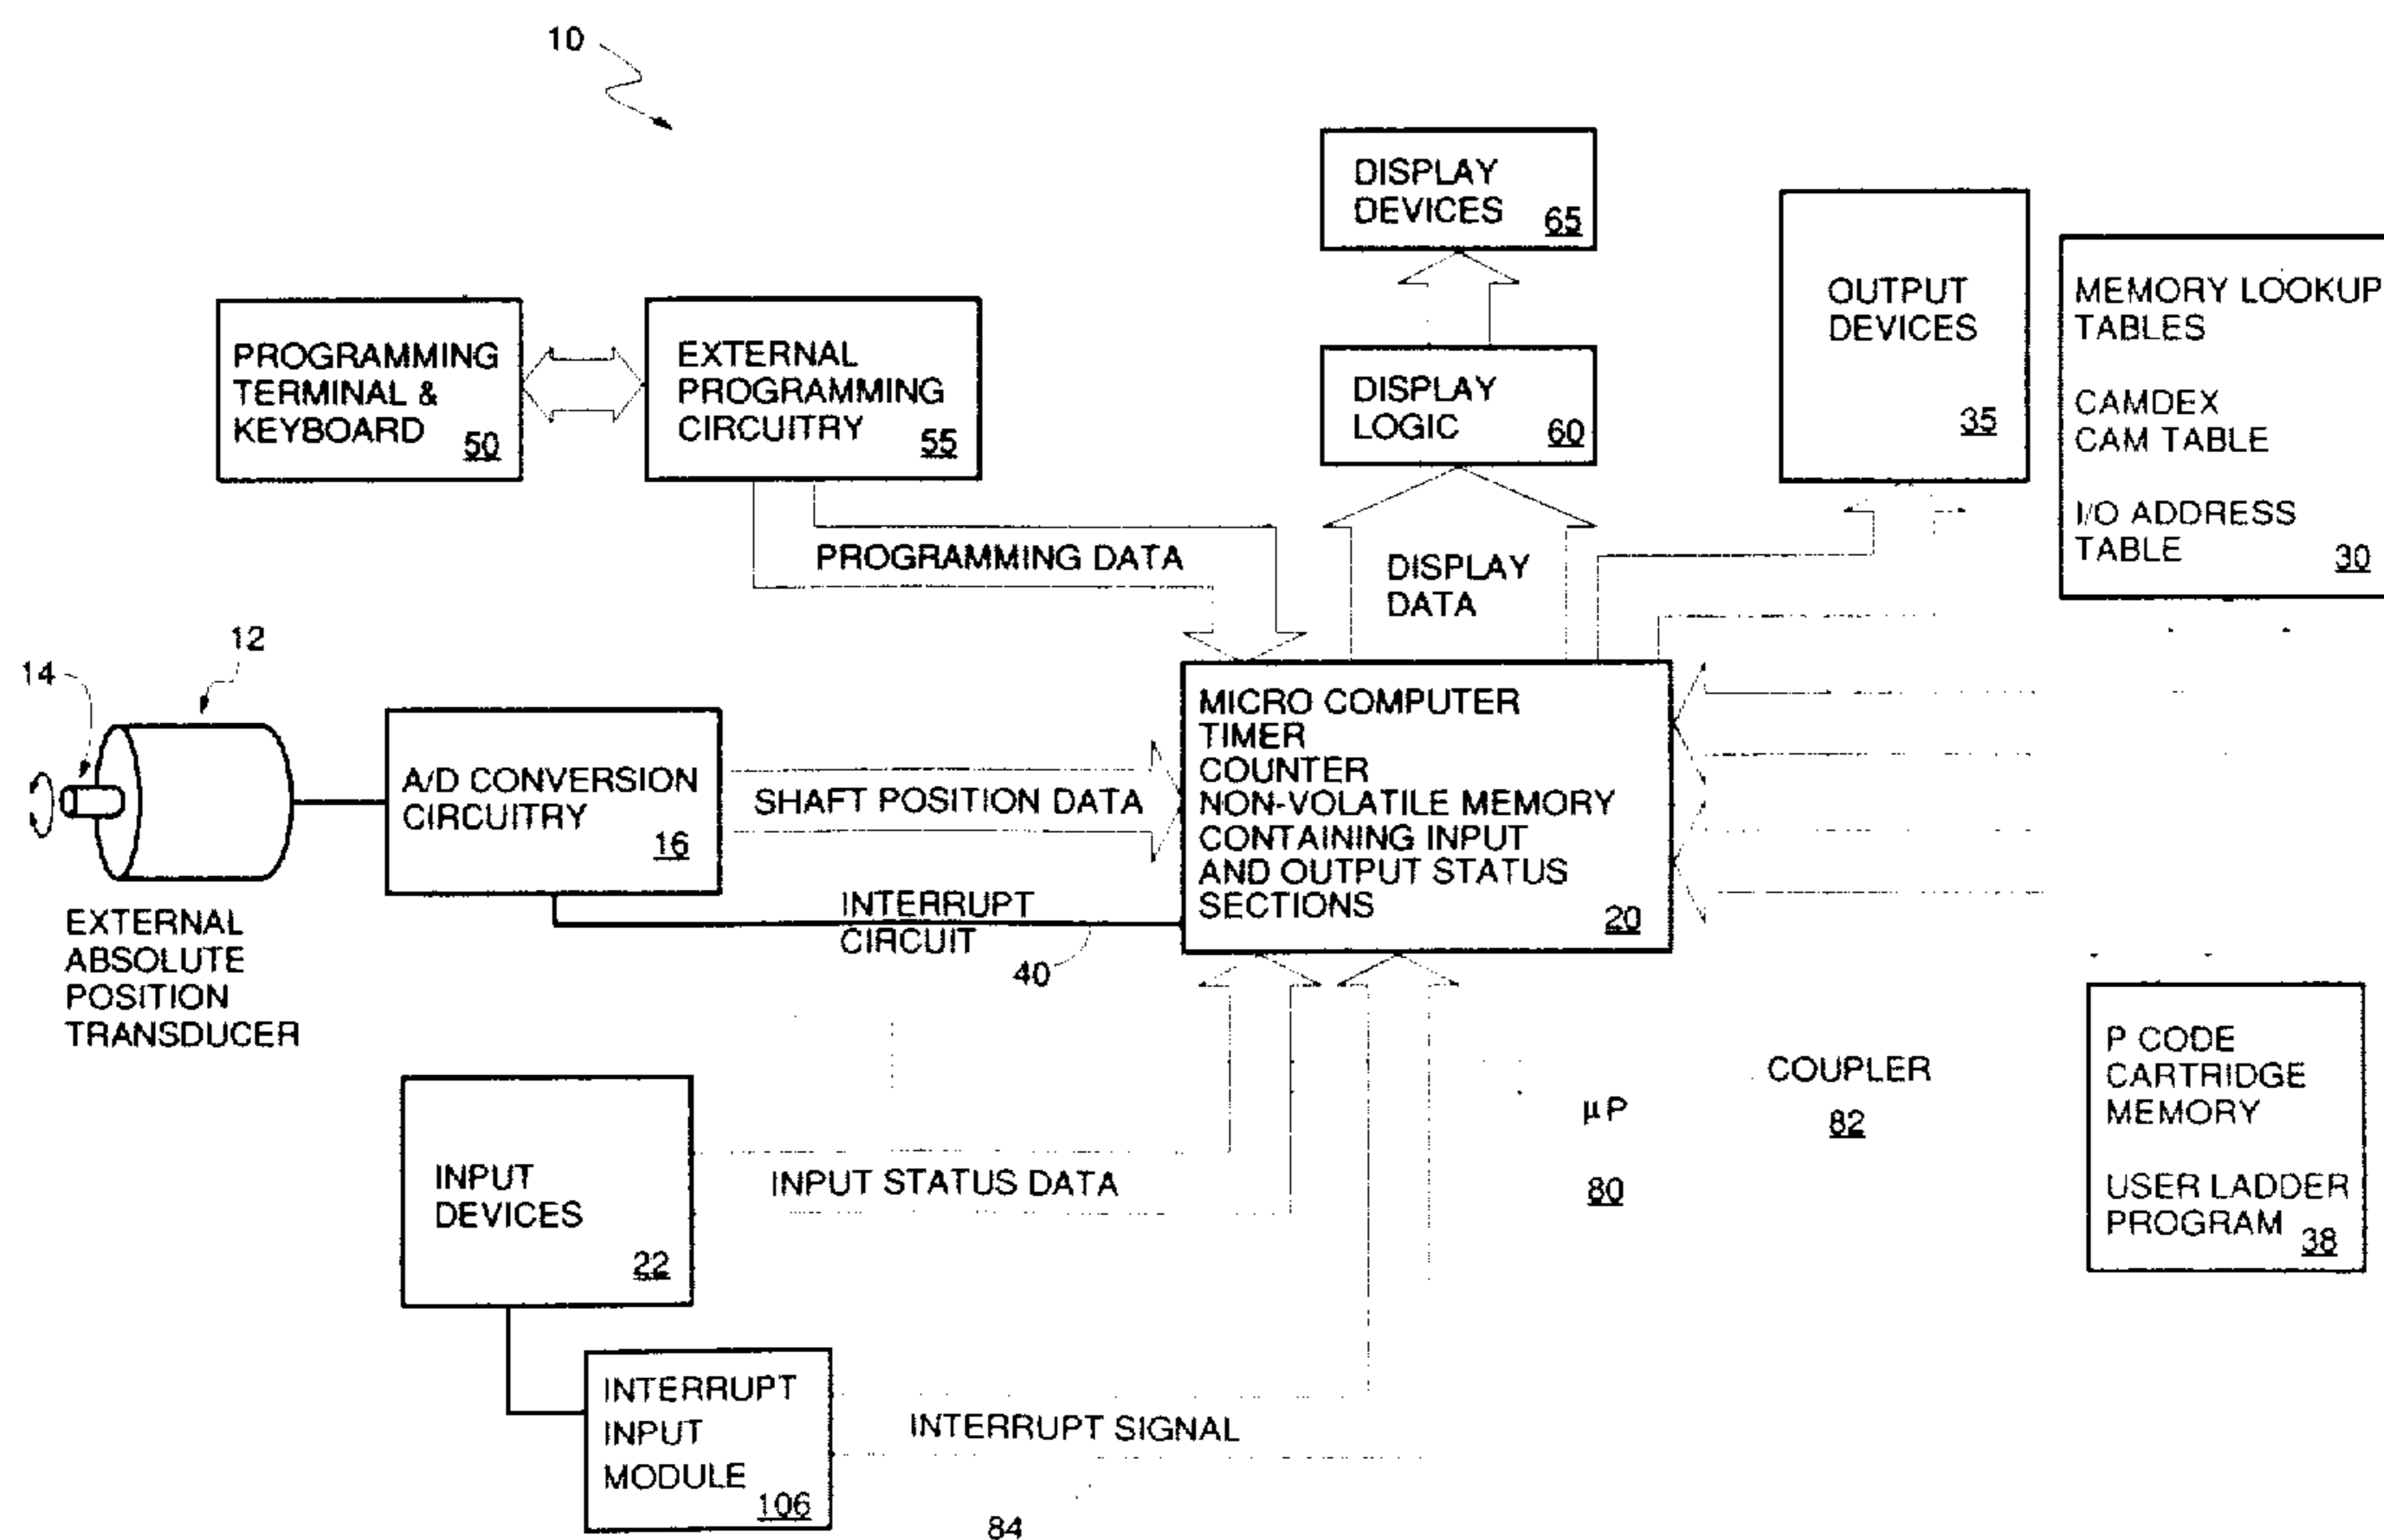 10
DISPLAY
DEVICES
65
OUTPUT
DEVICES
35
MEMORY LOOKUP
TABLES
CAMDEX
CAM TABLE
I/O ADDRESS
TABLE
30
PROGRAMMING
TERMINAL &
KEYBOARD
50
EXTERNAL
PROGRAMMING
CIRCUITRY
55
DISPLAY
LOGIC
60
PROGRAMMING DATA
DISPLAY
DATA
12
14
EXTERNAL
ABSOLUTE
POSITION
TRANSDUCER
A/D CONVERSION
CIRCUITRY
16
SHAFT POSITION DATA
INTERRUPT
CIRCUIT
40
MICRO COMPUTER
TIMER
COUNTER
NON-VOLATILE MEMORY
CONTAINING INPUT
AND OUTPUT STATUS
SECTIONS
20
INPUT
DEVICES
22
INPUT STATUS DATA
μP
80
COUPLER
82
P CODE
CARTRIDGE
MEMORY
USER LADDER
PROGRAM
38
INTERRUPT
INPUT
MODULE
106
INTERRUPT SIGNAL
84